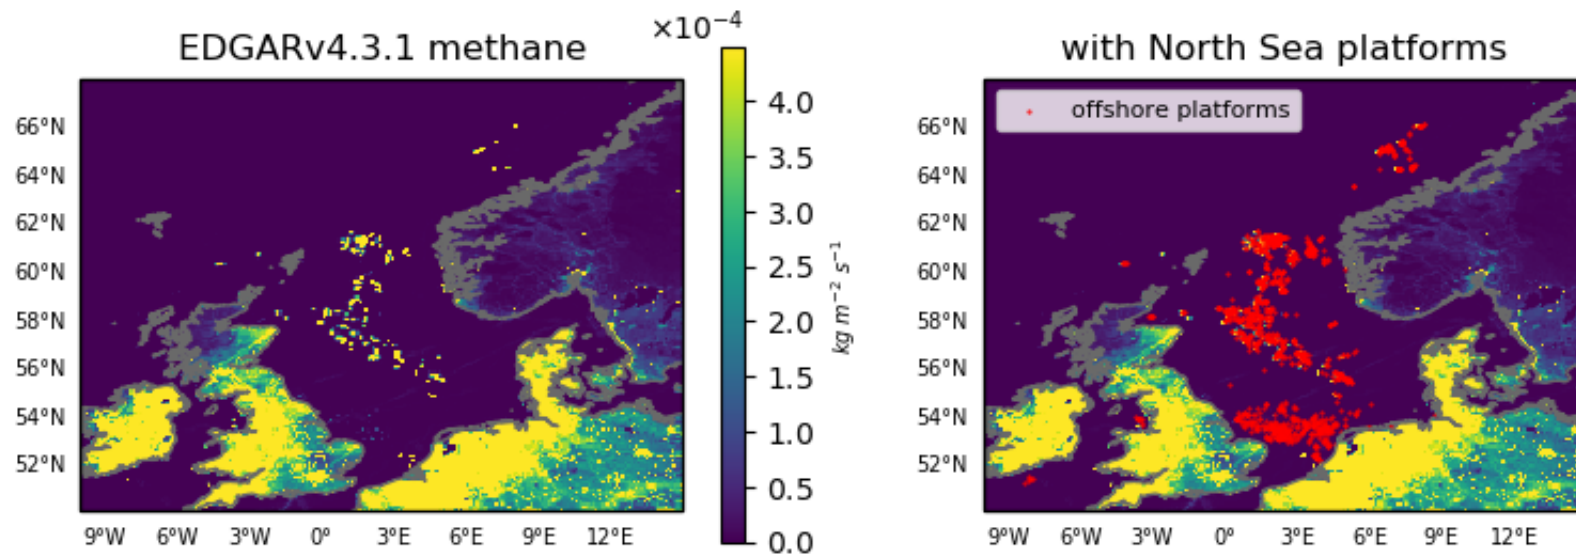 EDGARv4.3.1 methane
×10⁻⁴
66°N
64°N
62°N
60°N
58°N
56°N
54°N
52°N
9°W 6°W 3°W 0° 3°E 6°E 9°E 12°E
4.0
3.5
3.0
2.5
2.0
1.5
1.0
0.5
0.0
kg m⁻² s⁻¹
with North Sea platforms
offshore platforms
66°N
64°N
62°N
60°N
58°N
56°N
54°N
52°N
9°W 6°W 3°W 0° 3°E 6°E 9°E 12°E